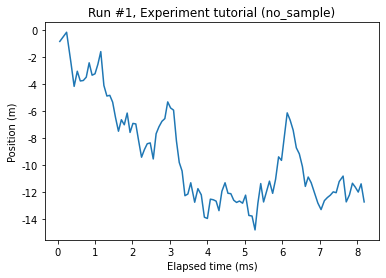 Run #1, Experiment tutorial (no_sample)
Position (m)
0
-2
-4
-6
-8
-10
-12
-14
0 1 2 3 4 5 6 7 8
Elapsed time (ms)